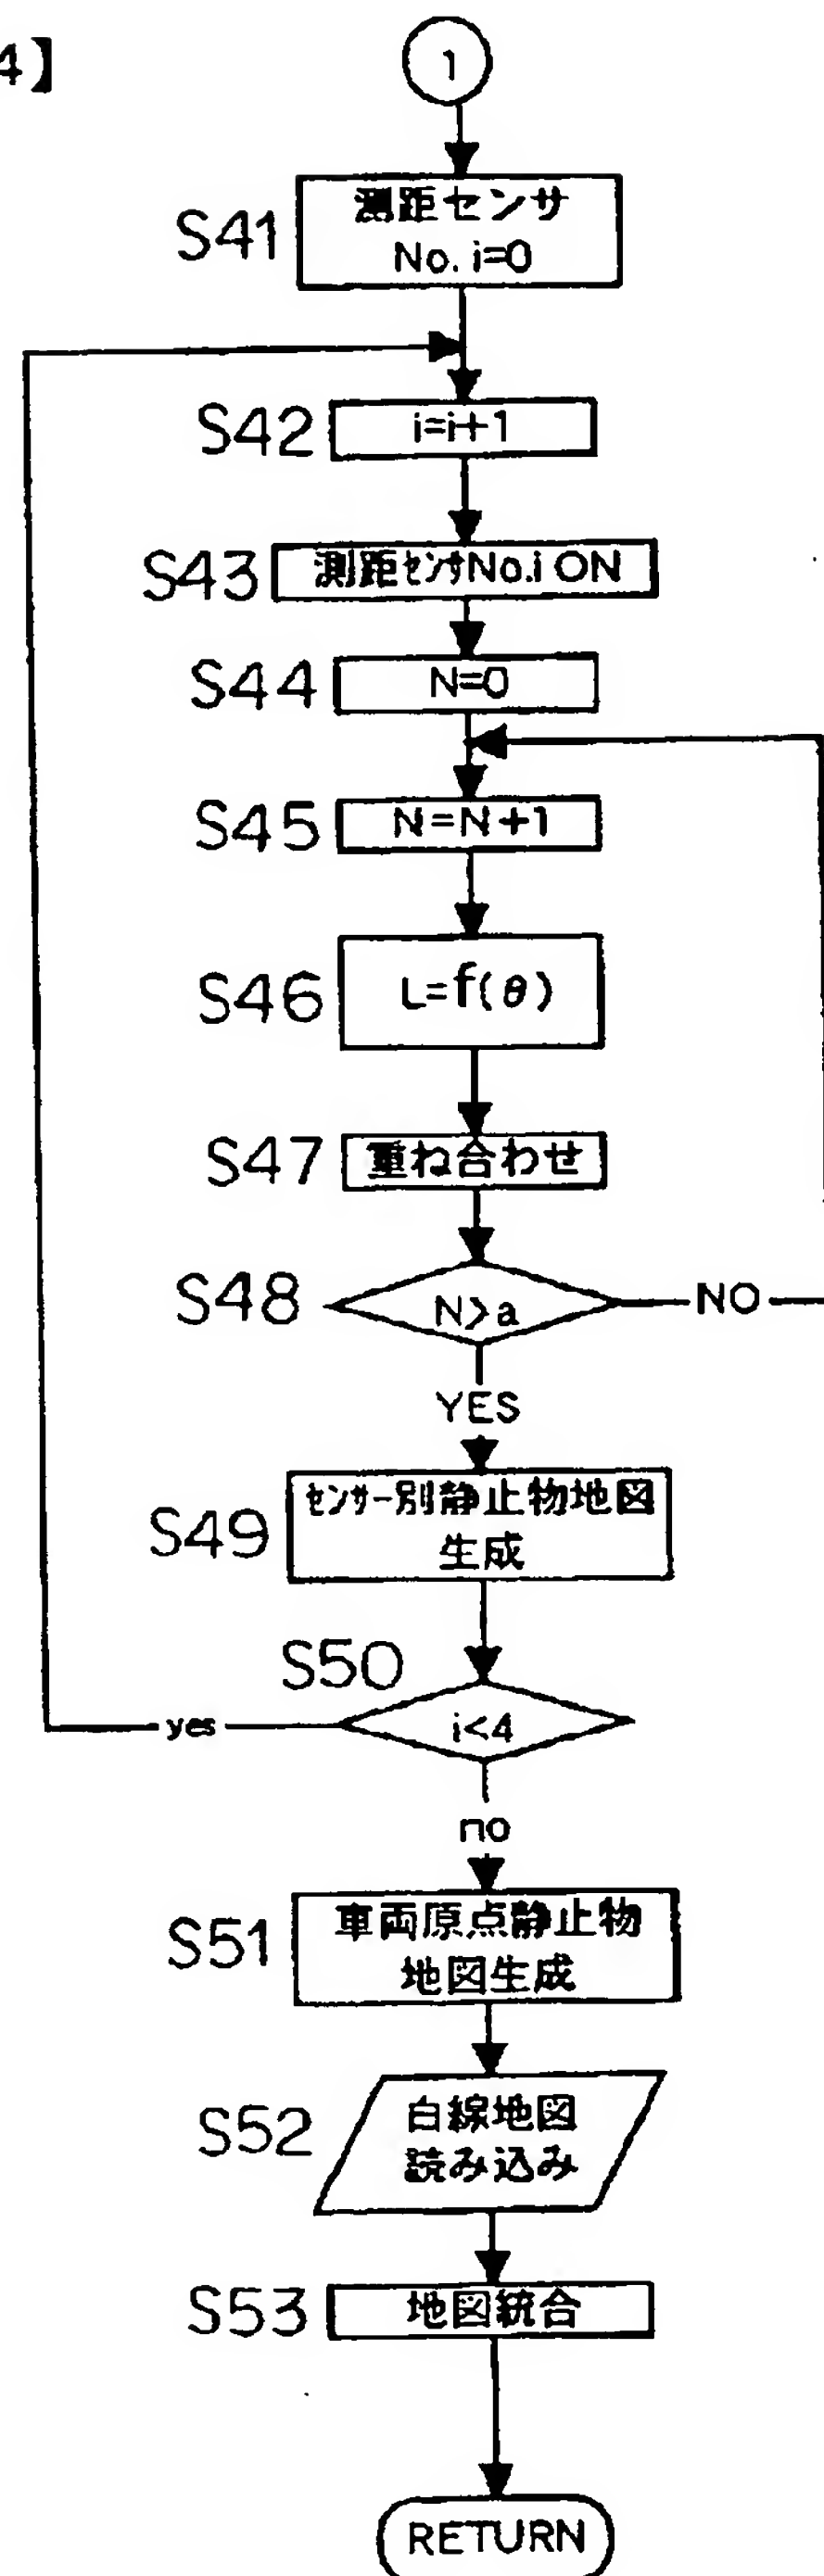 4】
1
S41
測距センサ
No. i=0
S42
i=i+1
S43
測距センサNo.i ON
S44
N=0
S45
N=N+1
S46
L=f(θ)
S47
重ね合わせ
S48
N>a
NO
YES
S49
センサー別静止物地図
生成
S50
i<4
yes
no
S51
車両原点静止物
地図生成
S52
白線地図
読み込み
S53
地図統合
RETURN